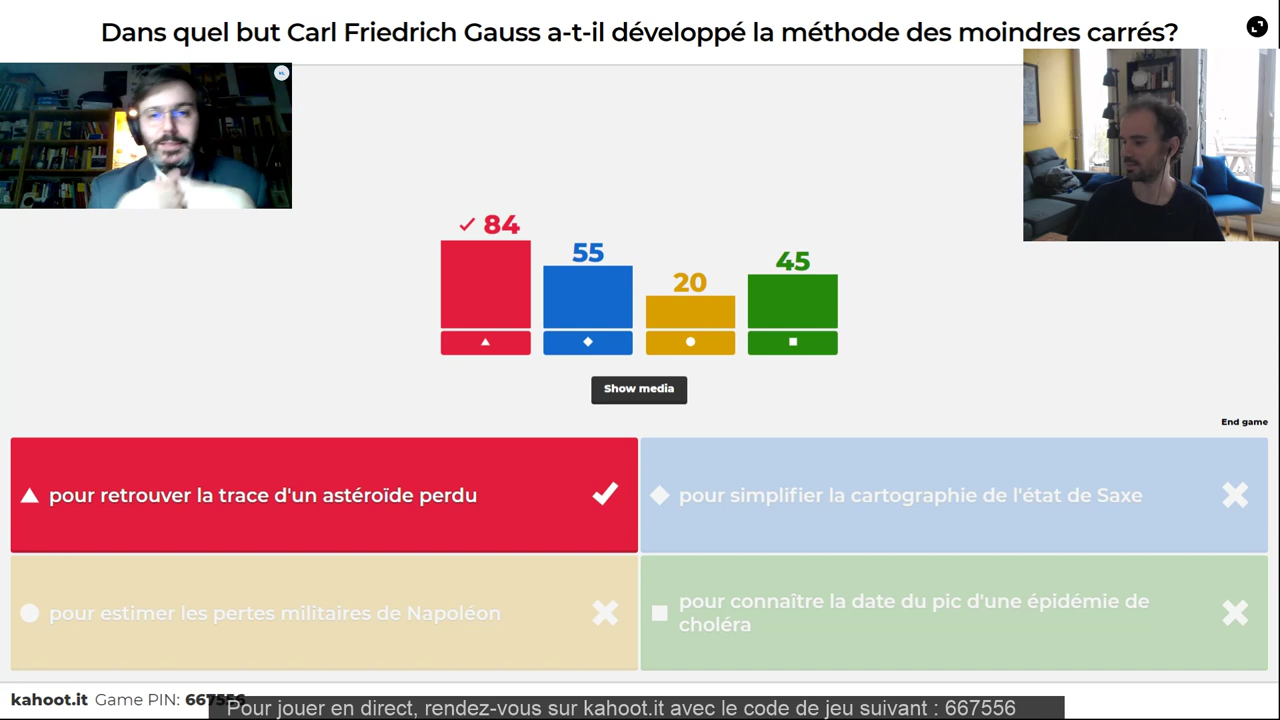 Dans quel but Carl Friedrich Gauss a-t-il développé la méthode des moindres carrés?
84
55
20
45
Show media
End game
pour retrouver la trace d'un astéroïde perdu
pour simplifier la cartographie de l'état de Saxe
pour estimer les pertes militaires de Napoléon
pour connaître la date du pic d'une épidémie de
choléra
kahoot.it Game PIN: 667556
Pour jouer en direct, rendez-vous sur kahoot.it avec le code de jeu suivant : 667556